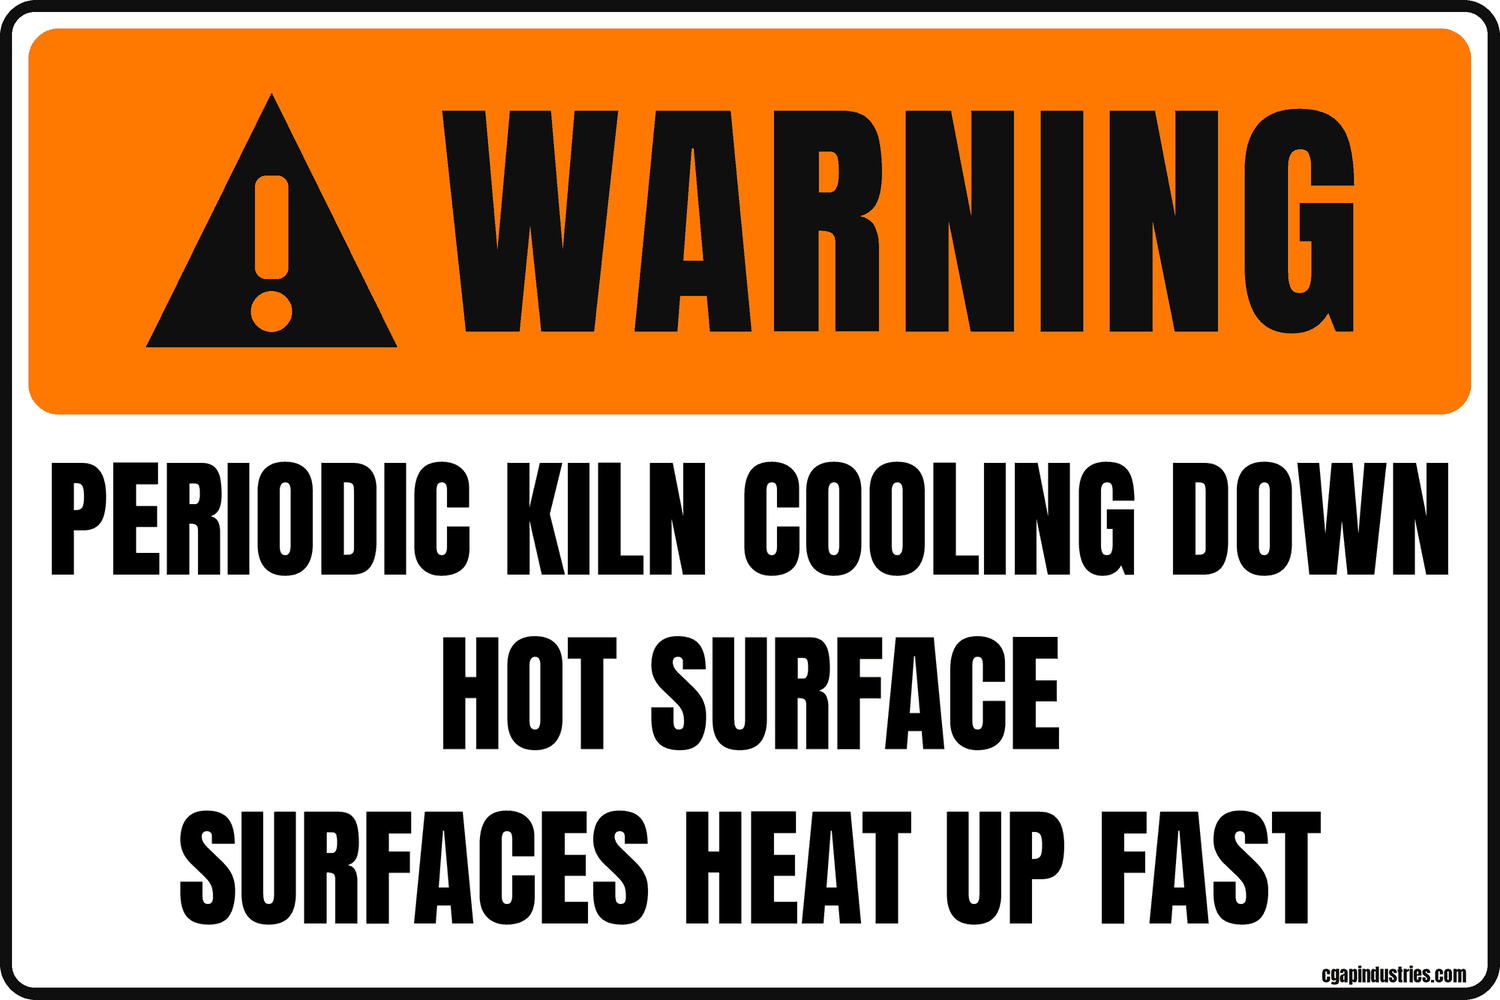 WARNING
PERIODIC KILN COOLING DOWN
HOT SURFACE
SURFACES HEAT UP FAST
cgapindustries.com